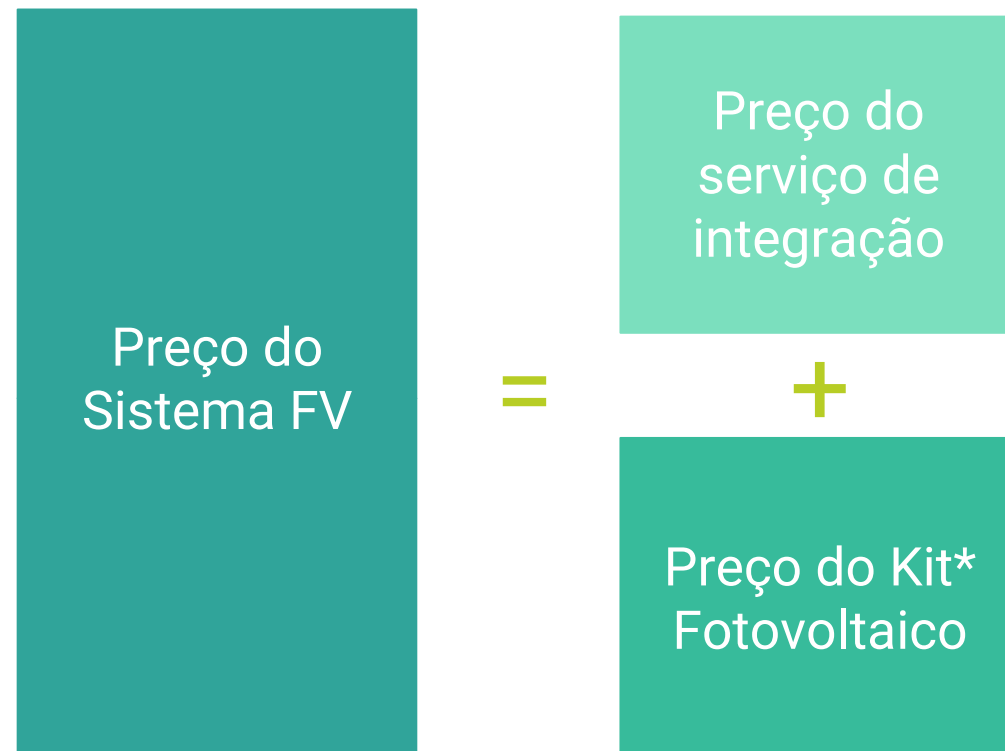 Preço do
Sistema FV
=
Preço do
serviço de
integração
+
Preço do Kit*
Fotovoltaico